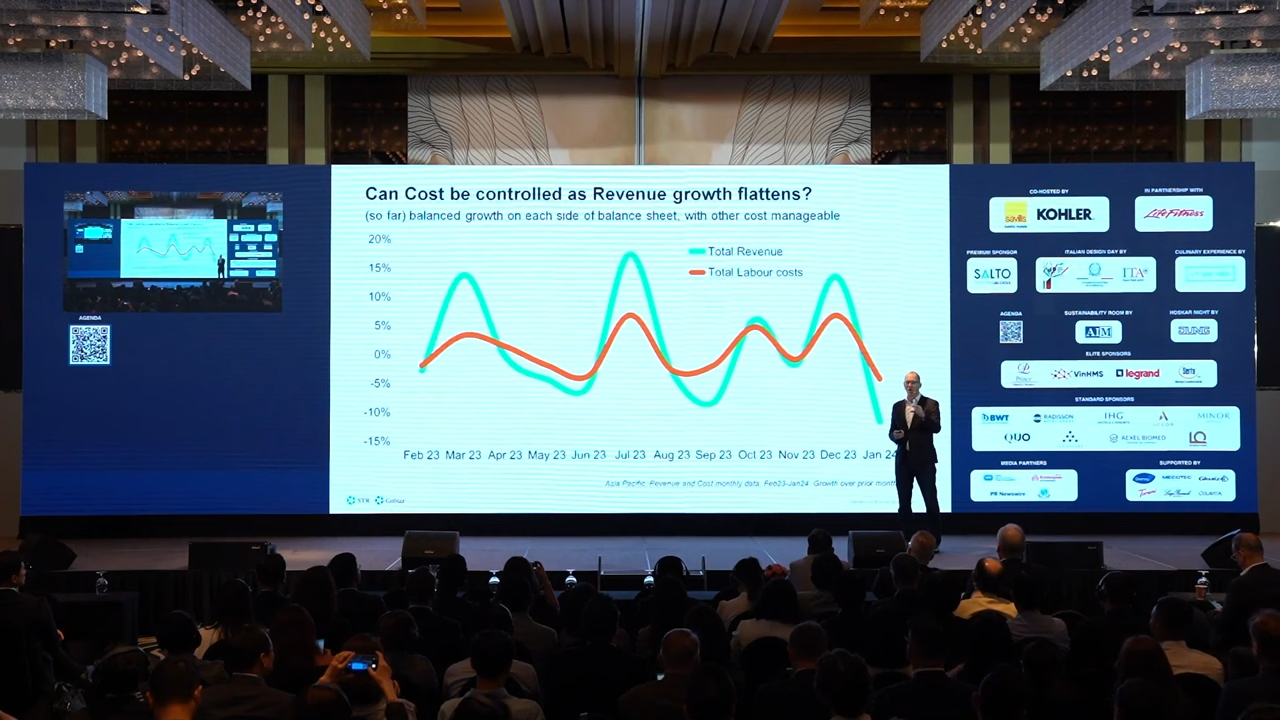 Can Cost be controlled as Revenue growth flattens?
(so far) balanced growth on each side of balance sheet, with other cost manageable
20%
15%
10%
5%
0%
-5%
-10%
-15%
Total Revenue
Total Labour costs
Feb 23 Mar 23 Apr 23 May 23 Jun 23 Jul 23 Aug 23 Sep 23 Oct 23 Nov 23 Dec 23 Jan 24
Asia Pacific Revenue and Cost monthly data Feb23-Jan24 Growth over prior
STR CoStar
AGENDA
CO-HOSTED BY
IN PARTNERSHIP WITH
savills
KOHLER
LifeFitness
PREMIUM SPONSOR
ITALIAN DESIGN DAY BY
CULINARY EXPERIENCE BY
SALTO
ITA
AGENDA
SUSTAINABILITY ROOM BY
HOSKAR NIGHT BY
AJM
JUNG
ELITE SPONSORS
VinHMS
legrand
Serta
STANDARD SPONSORS
BWT
RADISSON
IHG
ACCOR
MINOR
QUO
AEXEL BIOMED
LQ
MEDIA PARTNERS
SUPPORTED BY
PR Newswire